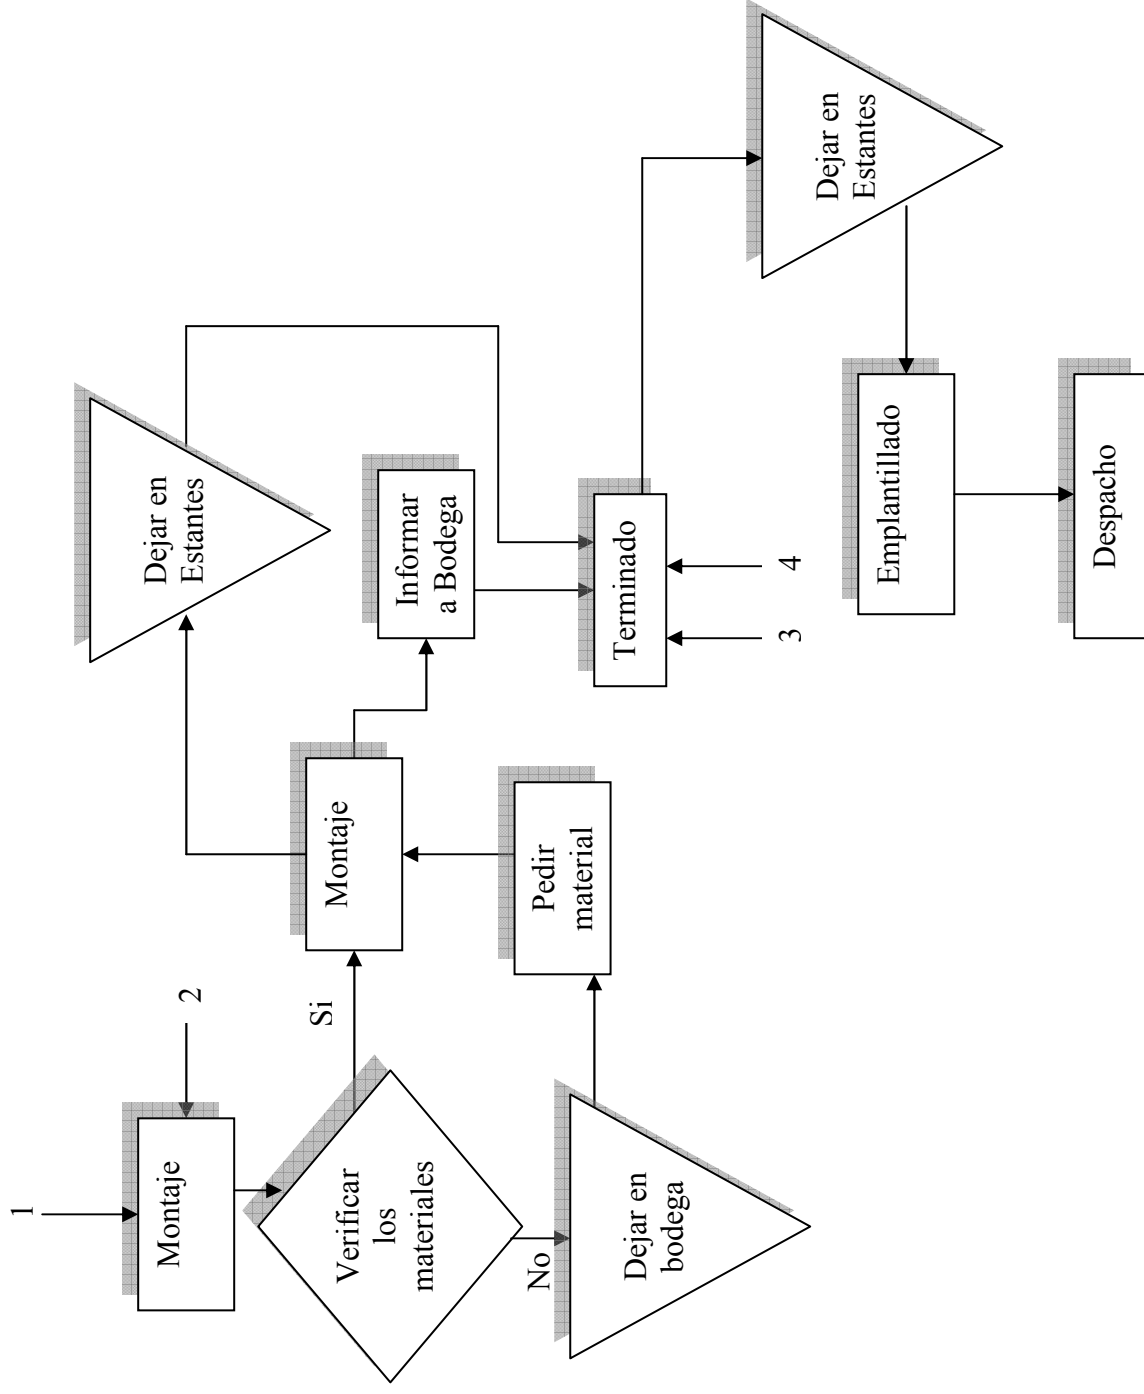 1
Montaje
2
Verificar
los
materiales
Si
No
Dejar en
bodega
Pedir
material
Montaje
Dejar en
Estantes
Informar
a Bodega
Terminado
3
4
Dejar en
Estantes
Emplantillado
Despacho